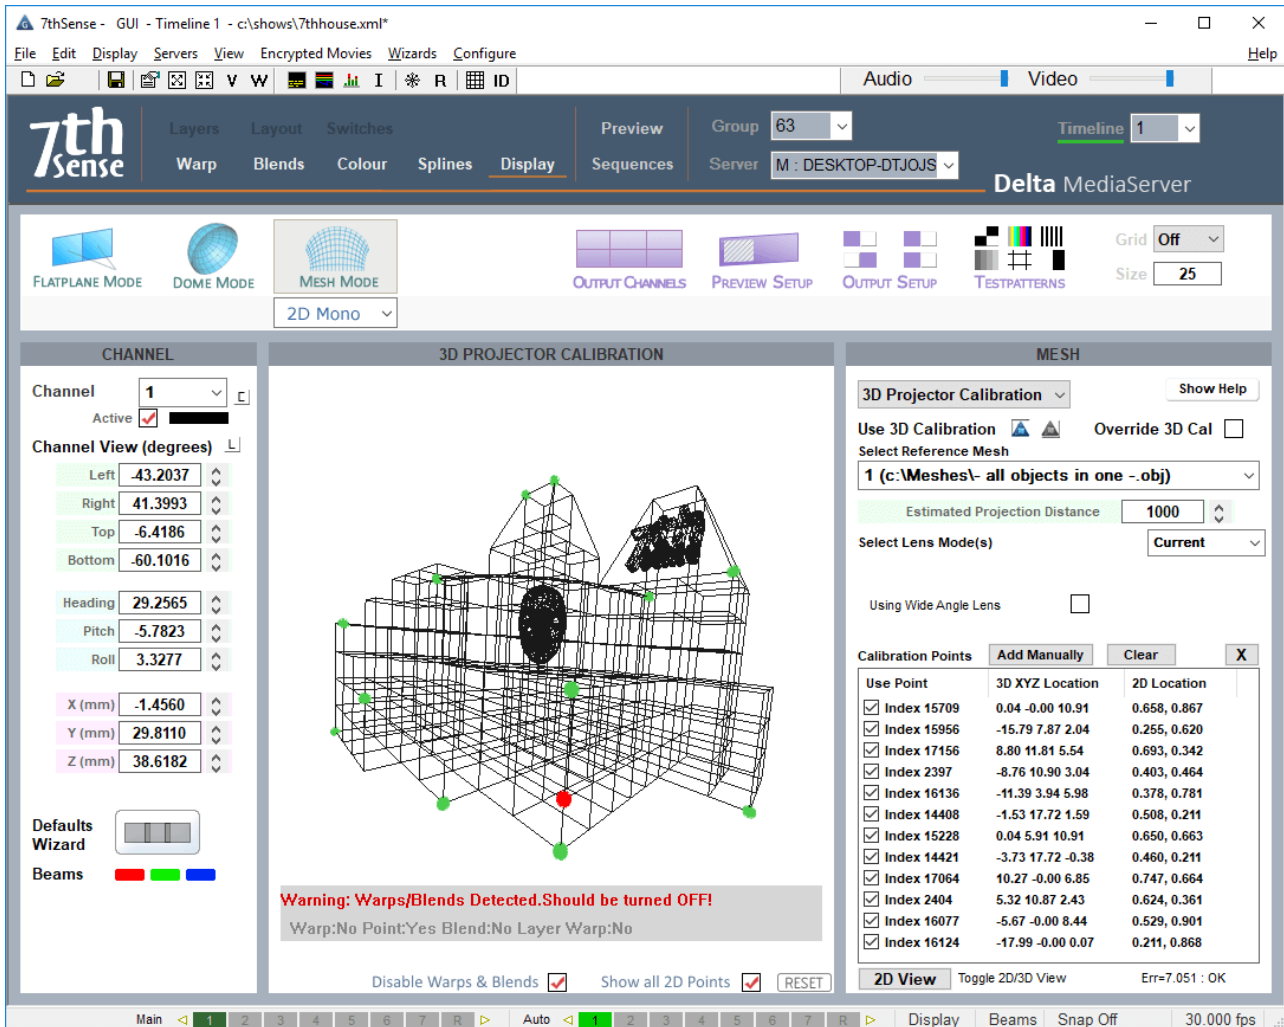 7thSense - GUI - Timeline 1 - c:\shows\7thhouse.xml*
File Edit Display Servers View Encrypted Movies Wizards Configure Help
V W I R ID Audio Video
7th Sense
Layers Layout Switches Preview Group 63 Timeline 1
Warp Blends Colour Splines Display Sequences Server M : DESKTOP-DTJOJS
Delta MediaServer
FLATPLANE MODE DOME MODE MESH MODE OUTPUT CHANNELS PREVIEW SETUP OUTPUT SETUP TESTPATTERNS
Grid Off
Size 25
2D Mono
CHANNEL
Channel 1 C
Active
Channel View (degrees) L
Left -43.2037
Right 41.3993
Top -6.4186
Bottom -60.1016
Heading 29.2565
Pitch -5.7823
Roll 3.3277
X (mm) -1.4560
Y (mm) 29.8110
Z (mm) 38.6182
Defaults
Wizard
Beams
3D PROJECTOR CALIBRATION
Warning: Warps/Blends Detected.Should be turned OFF!
Warp:No Point:Yes Blend:No Layer Warp:No
Disable Warps & Blends Show all 2D Points RESET
MESH
3D Projector Calibration Show Help
Use 3D Calibration Override 3D Cal
Select Reference Mesh
1 (c:\Meshes\- all objects in one -.obj)
Estimated Projection Distance 1000
Select Lens Mode(s) Current
Using Wide Angle Lens
Calibration Points Add Manually Clear X
Use Point 3D XYZ Location 2D Location
Index 15709 0.04 -0.00 10.91 0.658, 0.867
Index 15956 -15.79 7.87 2.04 0.255, 0.620
Index 17156 8.80 11.81 5.54 0.693, 0.342
Index 2397 -8.76 10.90 3.04 0.403, 0.464
Index 16136 -11.39 3.94 5.98 0.378, 0.781
Index 14408 -1.53 17.72 1.59 0.508, 0.211
Index 15228 0.04 5.91 10.91 0.650, 0.663
Index 14421 -3.73 17.72 -0.38 0.460, 0.211
Index 17064 10.27 -0.00 6.85 0.747, 0.664
Index 2404 5.32 10.87 2.43 0.624, 0.361
Index 16077 -5.67 -0.00 8.44 0.529, 0.901
Index 16124 -17.99 -0.00 0.07 0.211, 0.868
2D View Toggle 2D/3D View Err=7.051 : OK
Main 1 2 3 4 5 6 7 R Auto 1 2 3 4 5 6 7 R Display Beams Snap Off 30.000 fps